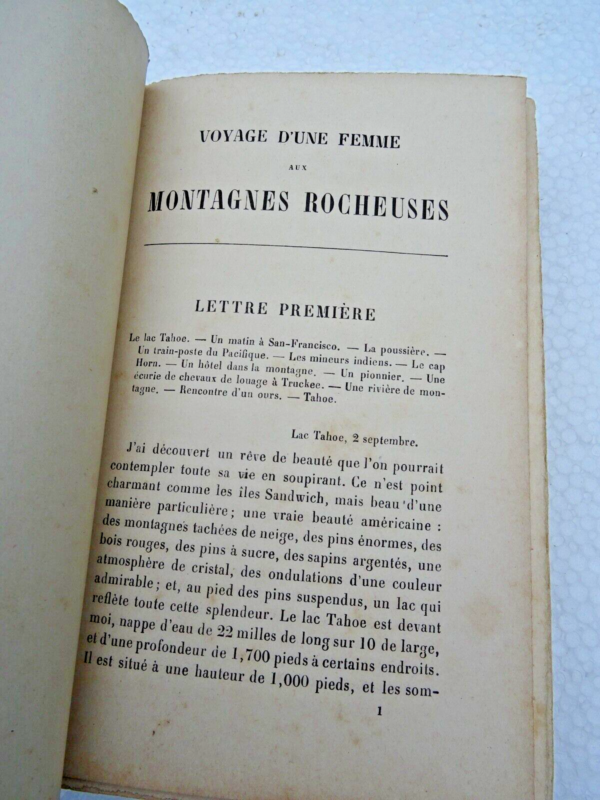 VOYAGE D'UNE FEMME
AUX
MONTAGNES ROCHEUSES
LETTRE PREMIÈRE
Le lac Tahoe. — Un matin à San-Francisco. — La poussière. —
Un train-poste du Pacifique. — Les mineurs indiens. — Le cap
Horn. — Un hôtel dans la montagne. — Un pionnier. — Une
écurie de chevaux de louage à Truckee. — Une rivière de mon-
tagne. — Rencontre d'un ours. — Tahoe.
Lac Tahoe, 2 septembre.
J'ai découvert un rêve de beauté que l'on pourrait
contempler toute sa vie en soupirant. Ce n'est point
charmant comme les îles Sandwich, mais beau d'une
manière particulière ; une vraie beauté américaine :
des montagnes tachées de neige, des pins énormes, des
bois rouges, des pins à sucre, des sapins argentés, une
atmosphère de cristal, des ondulations d'une couleur
admirable ; et, au pied des pins suspendus, un lac qui
reflète toute cette splendeur. Le lac Tahoe est devant
moi, nappe d'eau de 22 milles de long sur 10 de large,
et d'une profondeur de 1,700 pieds à certains endroits.
Il est situé à une hauteur de 1,000 pieds, et les som-
1